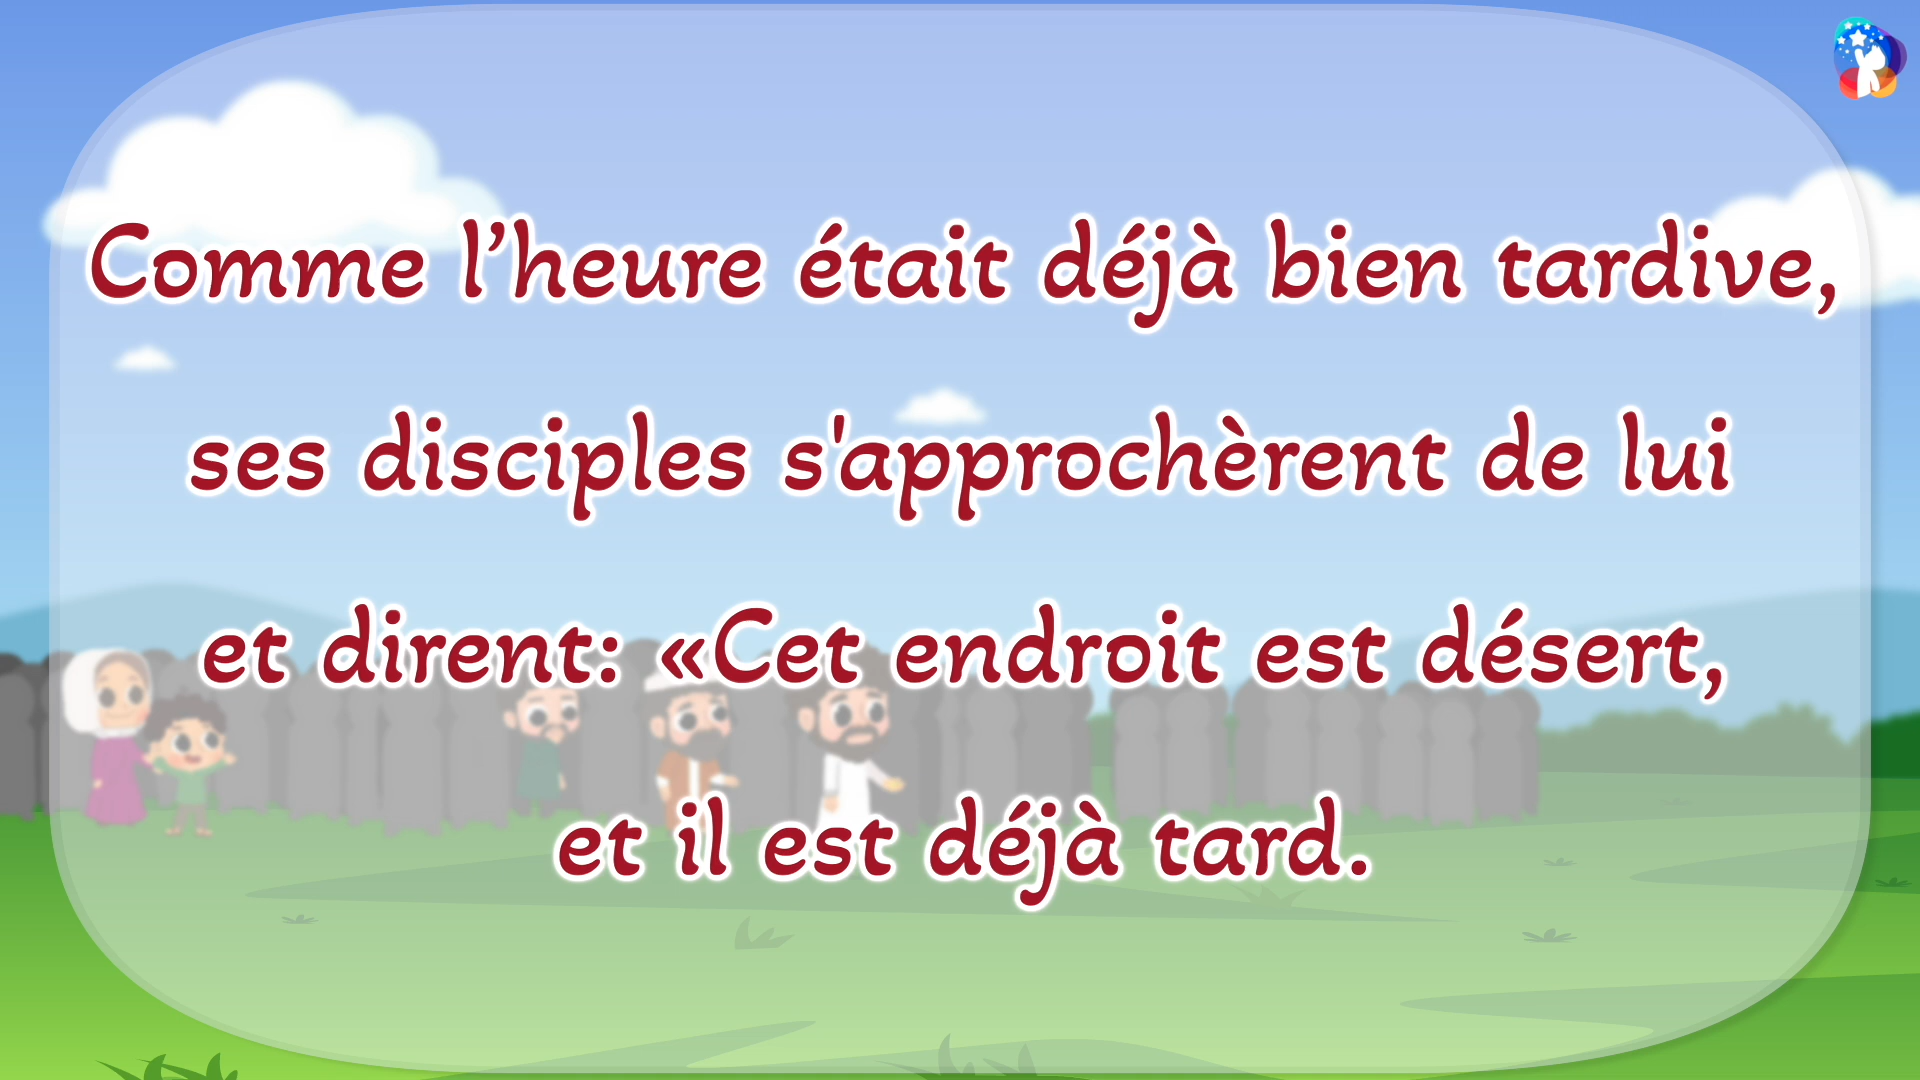 Comme l’heure était déjà bien tardive,
ses disciples s'approchèrent de lui
et dirent: «Cet endroit est désert,
et il est déjà tard.